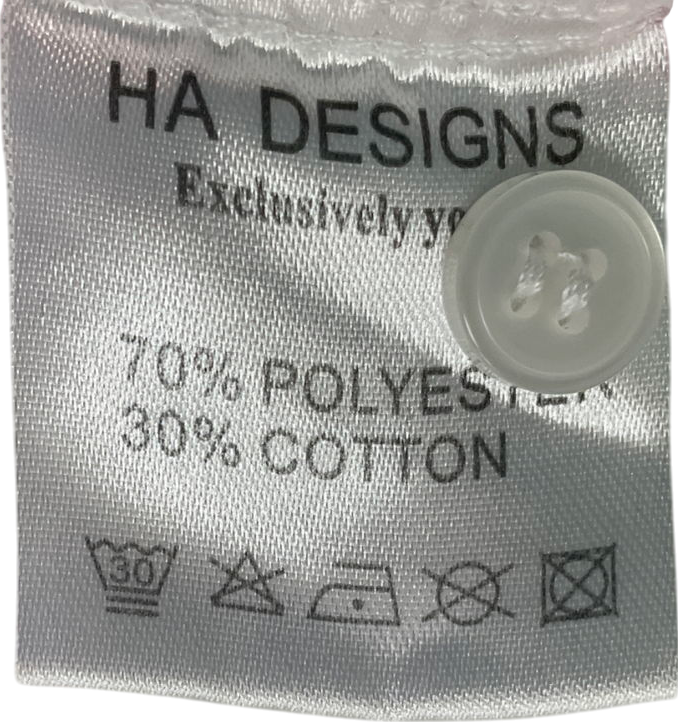 HA DESIGNS
Exclusively
70% POLYESTER
30% COTTON
30